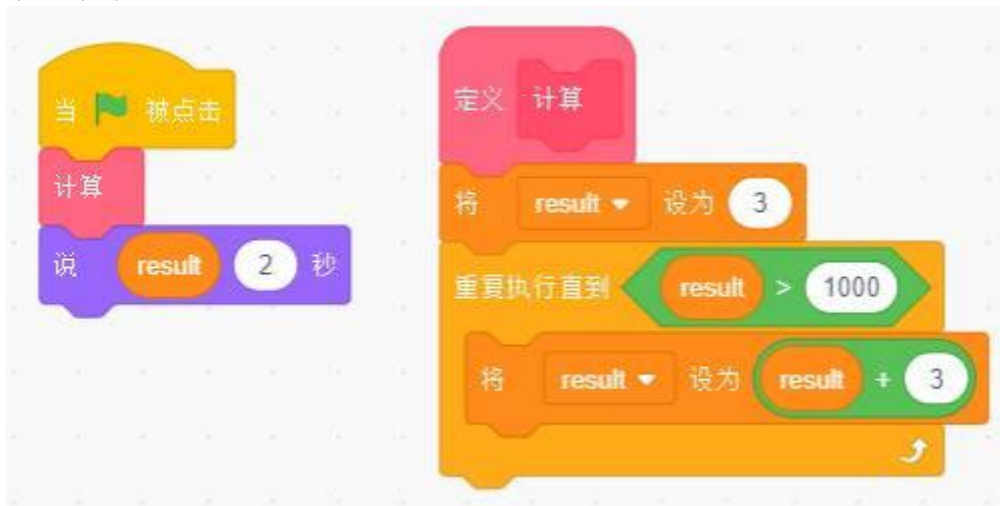 当 被点击
计算
说 result 2 秒
定义 计算
将 result 设为 3
重复执行直到 result > 1000
将 result 设为 result + 3